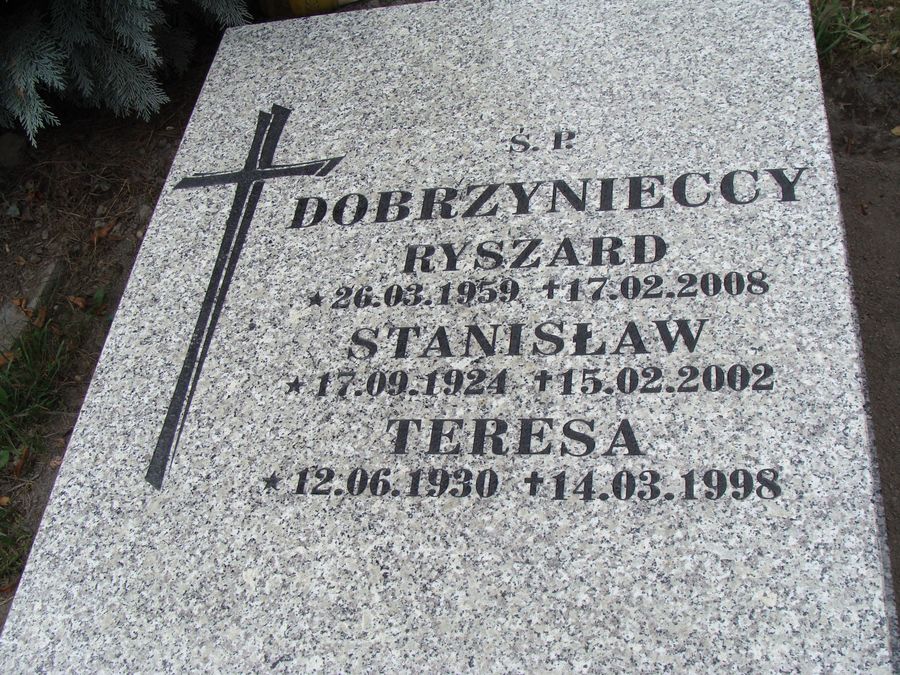 Ś. P.
DOBRZYNIECCY
RYSZARD
★26.03.1959 ✝17.02.2008
STANISŁAW
★17.09.1924 ✝15.02.2002
TERESA
★12.06.1930 ✝14.03.1998